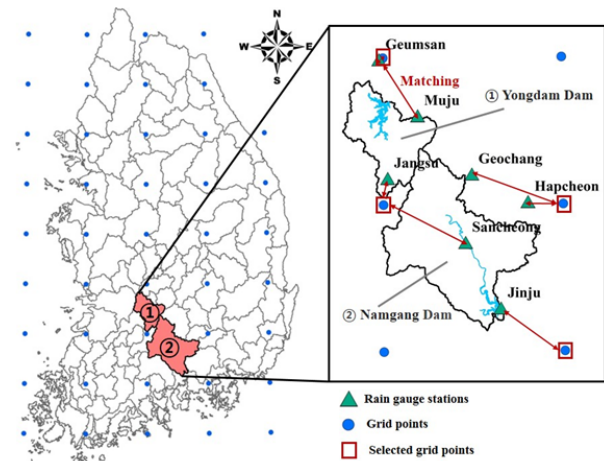 N
W E
S
Geumsan
Matching
Muju
① Yongdam Dam
Jangsu
Geochang
Hapcheon
Sancheong
Jinju
② Namgang Dam
①
②
Rain gauge stations
Grid points
Selected grid points